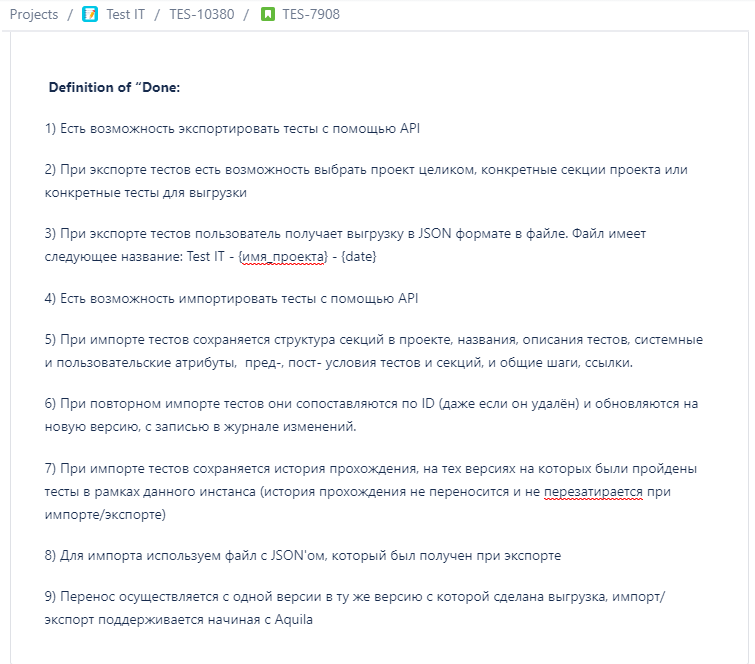 Projects / Test IT / TES-10380 / TES-7908
Definition of “Done:
1) Есть возможность экспортировать тесты с помощью API
2) При экспорте тестов есть возможность выбрать проект целиком, конкретные секции проекта или
конкретные тесты для выгрузки
3) При экспорте тестов пользователь получает выгрузку в JSON формате в файле. Файл имеет
следующее название: Test IT - {имя_проекта} - {date}
4) Есть возможность импортировать тесты с помощью API
5) При импорте тестов сохраняется структура секций в проекте, названия, описания тестов, системные
и пользовательские атрибуты,  пред-, пост- условия тестов и секций, и общие шаги, ссылки.
6) При повторном импорте тестов они сопоставляются по ID (даже если он удалён) и обновляются на
новую версию, с записью в журнале изменений.
7) При импорте тестов сохраняется история прохождения, на тех версиях на которых были пройдены
тесты в рамках данного инстанса (история прохождения не переносится и не перезатирается при
импорте/экспорте)
8) Для импорта используем файл с JSON'ом, который был получен при экспорте
9) Перенос осуществляется с одной версии в ту же версию с которой сделана выгрузка, импорт/
экспорт поддерживается начиная с Aquila